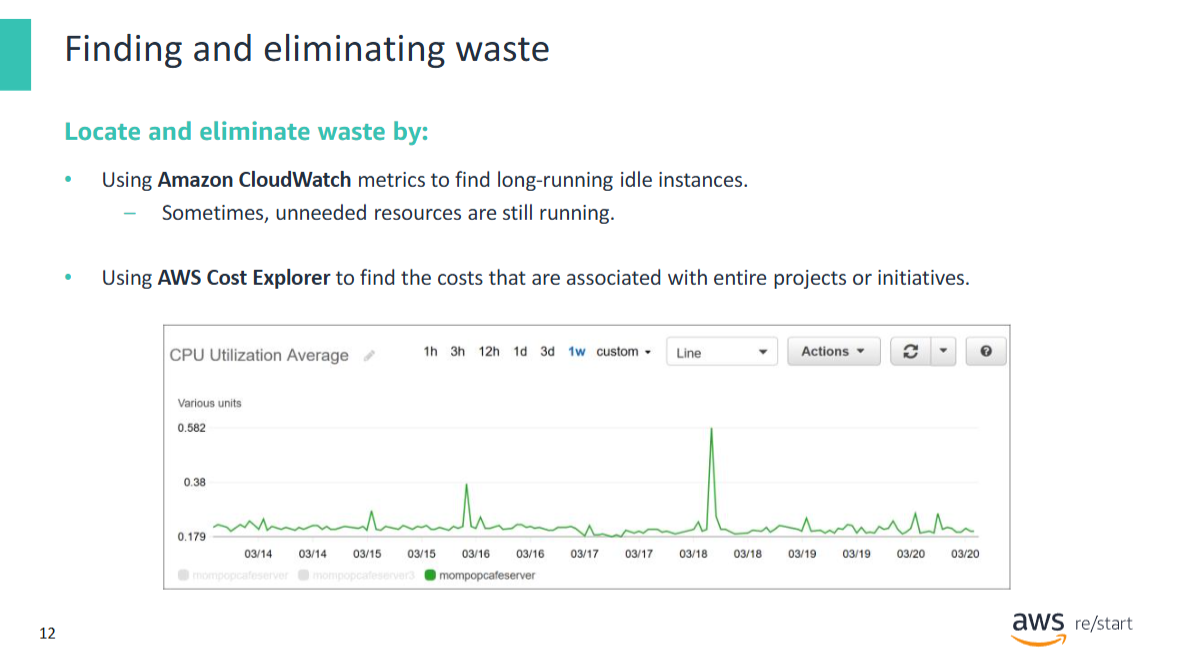 Finding and eliminating waste
Locate and eliminate waste by:
• Using Amazon CloudWatch metrics to find long-running idle instances.
– Sometimes, unneeded resources are still running.
• Using AWS Cost Explorer to find the costs that are associated with entire projects or initiatives.
CPU Utilization Average 1h 3h 12h 1d 3d 1w custom Line Actions
Various units
0.582
0.38
0.179
03/14 03/14 03/15 03/15 03/16 03/16 03/17 03/17 03/18 03/18 03/19 03/19 03/20 03/20
mompopcafeserver mompopcafeserver3 mompopcafeserver
12
aws re/start